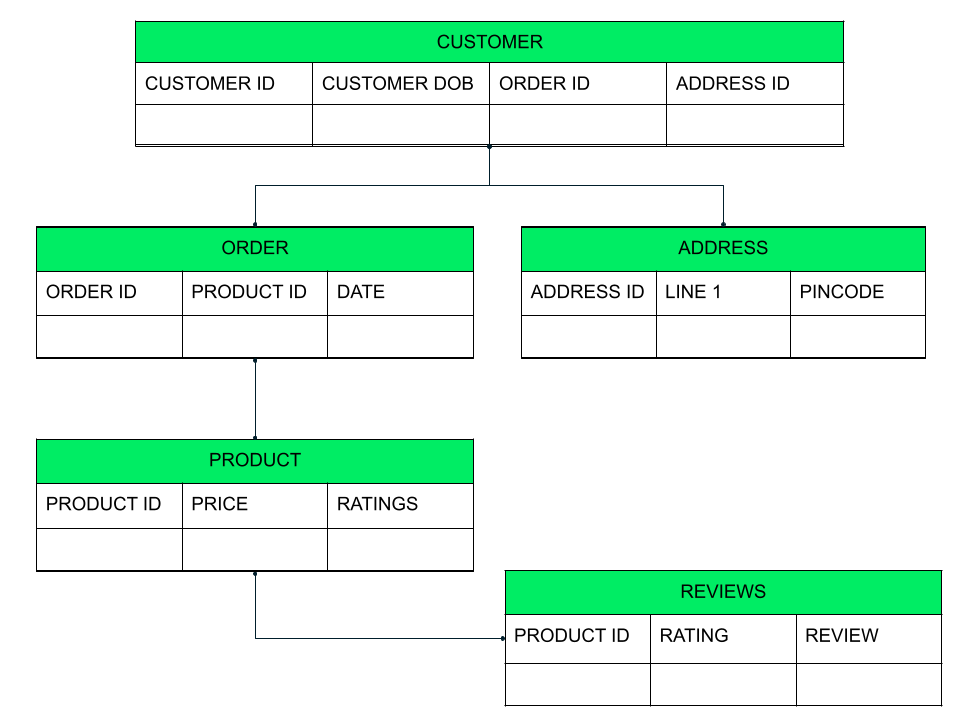 CUSTOMER
CUSTOMER ID CUSTOMER DOB ORDER ID ADDRESS ID
ORDER
ORDER ID PRODUCT ID DATE
ADDRESS
ADDRESS ID LINE 1 PINCODE
PRODUCT
PRODUCT ID PRICE RATINGS
REVIEWS
PRODUCT ID RATING REVIEW